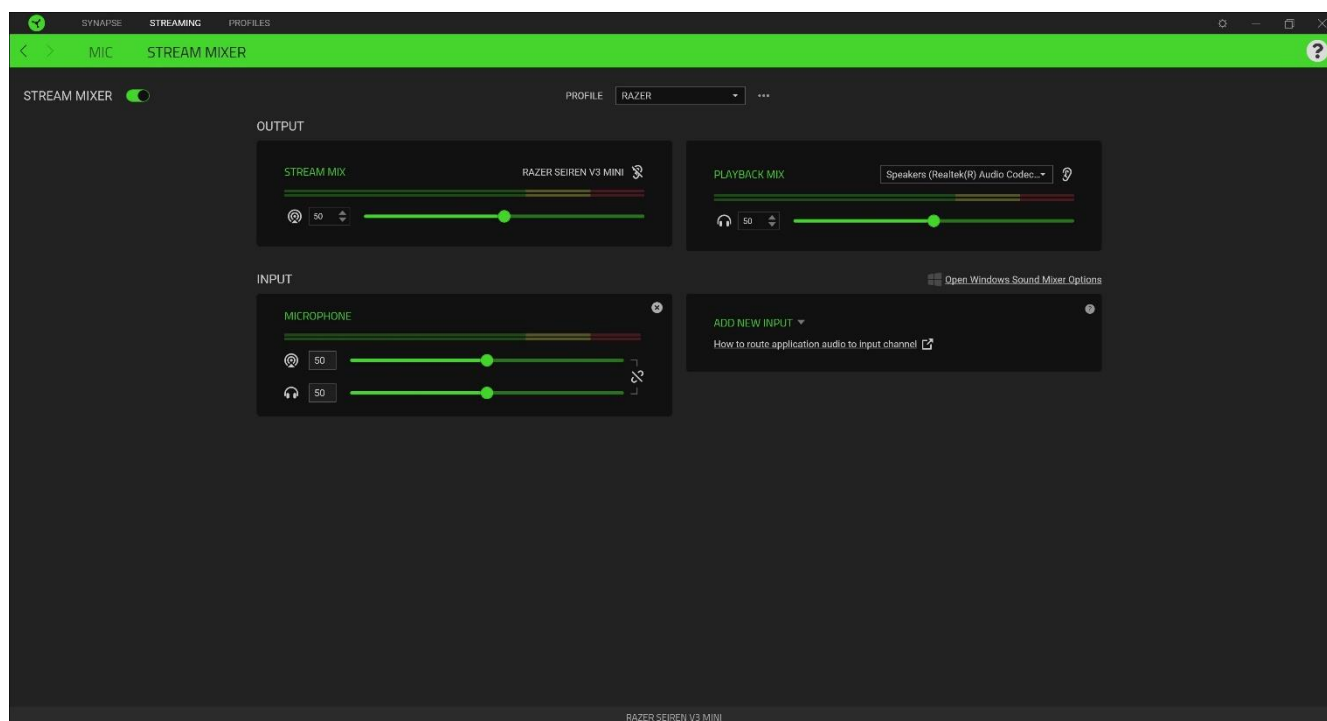 SYNAPSE STREAMING PROFILES
MIC STREAM MIXER ?
STREAM MIXER PROFILE RAZER
OUTPUT
STREAM MIX RAZER SEIREN V3 MINI
50
PLAYBACK MIX Speakers (Realtek(R) Audio Codec...
50
INPUT
Open Windows Sound Mixer Options
MICROPHONE
50
50
ADD NEW INPUT ?
How to route application audio to input channel
RAZER SEIREN V3 MINI